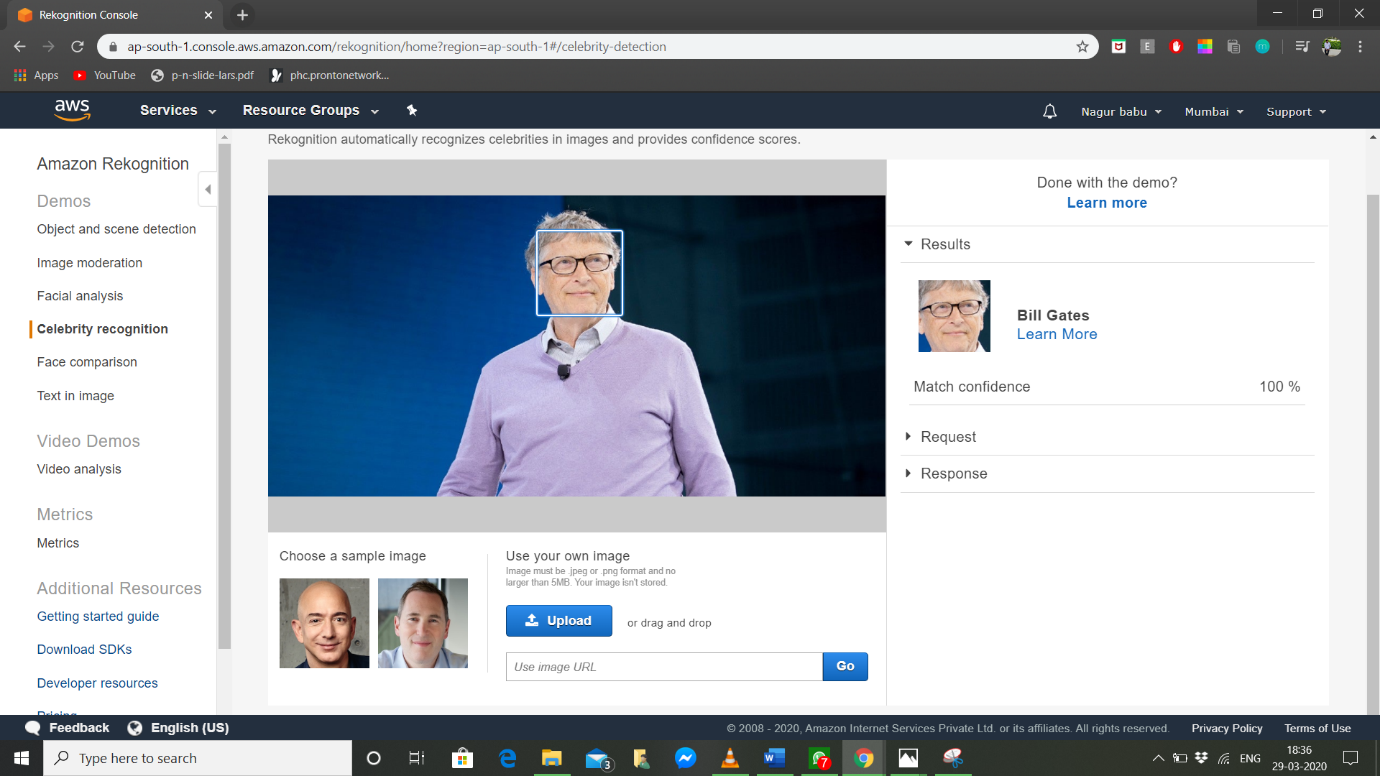 Rekognition Console
ap-south-1.console.aws.amazon.com/rekognition/home?region=ap-south-1#/celebrity-detection
Apps YouTube p-n-slide-lars.pdf phc.prontonetwork...
aws Services Resource Groups Nagur babu Mumbai Support
Amazon Rekognition
Demos
Object and scene detection
Image moderation
Facial analysis
Celebrity recognition
Face comparison
Text in image
Video Demos
Video analysis
Metrics
Metrics
Additional Resources
Getting started guide
Download SDKs
Developer resources
Pricing
Rekognition automatically recognizes celebrities in images and provides confidence scores.
Choose a sample image
Use your own image
Image must be .jpeg or .png format and no
larger than 5MB. Your image isn't stored.
Upload or drag and drop
Use image URL Go
Done with the demo?
Learn more
Results
Bill Gates
Learn More
Match confidence 100 %
Request
Response
Feedback English (US) © 2008 - 2020, Amazon Internet Services Private Ltd. or its affiliates. All rights reserved. Privacy Policy Terms of Use
Type here to search 3 W 7 ENG 18:36
29-03-2020